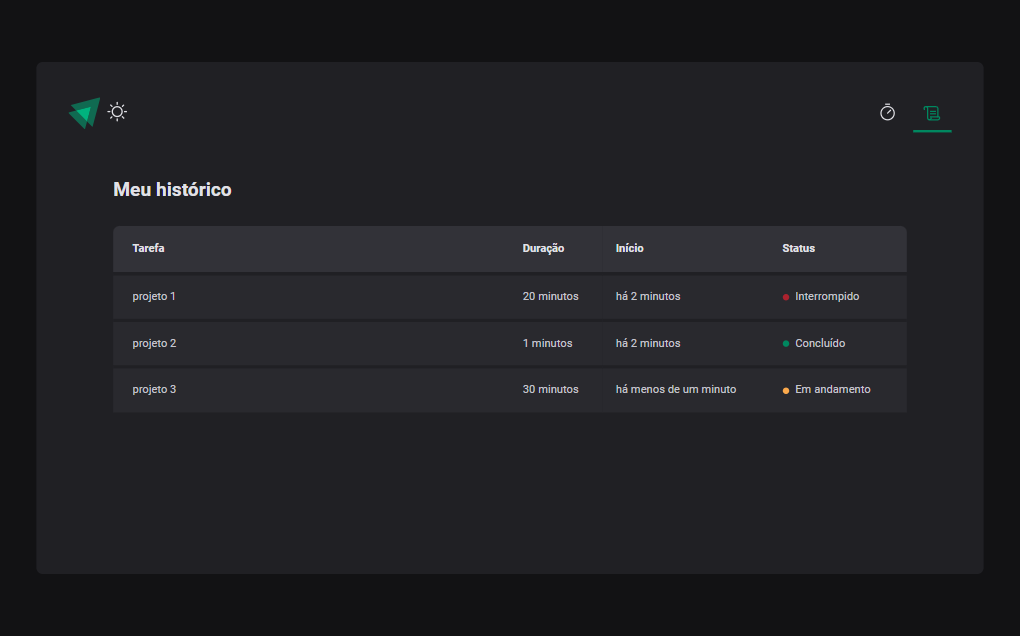 Meu histórico
Tarefa Duração Início Status
projeto 1 20 minutos há 2 minutos Interrompido
projeto 2 1 minutos há 2 minutos Concluído
projeto 3 30 minutos há menos de um minuto Em andamento